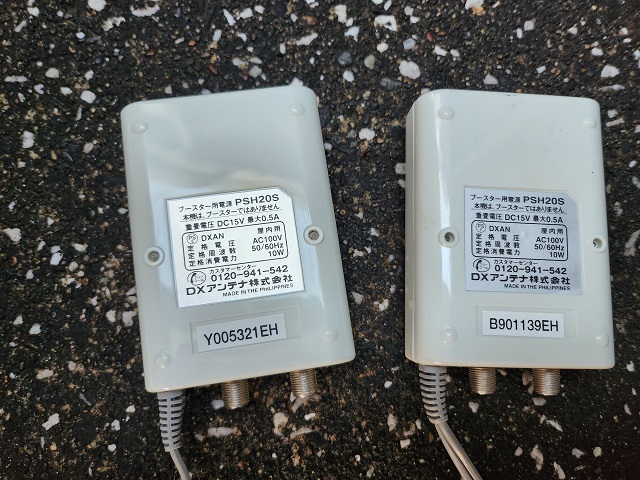 ブースター用電源 PSH20S
本機は、ブースターではありません。
重畳電圧 DC15V 最大0.5A
PS
E
DXAN 屋内用
定格電圧 AC100V
定格周波数 50/60Hz
定格消費電力 10W
カスタマーセンター
0120-941-542
DXアンテナ株式会社
MADE IN THE PHILIPPINES
Y005321EH
ブースター用電源 PSH20S
本機は、ブースターではありません。
重畳電圧 DC15V 最大0.5A
PS
E
DXAN 屋内用
定格電圧 AC100V
定格周波数 50/60Hz
定格消費電力 10W
カスタマーセンター
0120-941-542
DXアンテナ株式会社
MADE IN THE PHILIPPINES
B901139EH